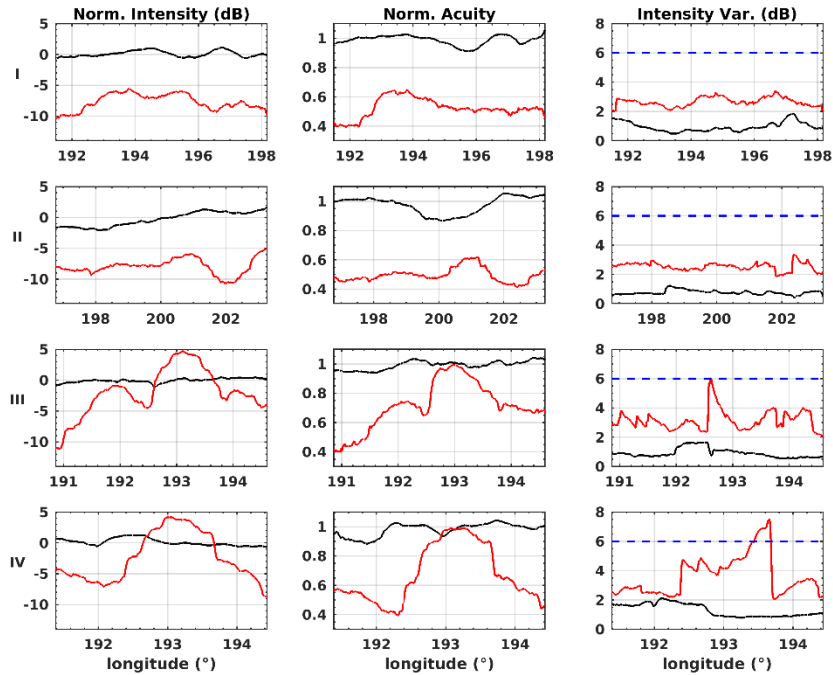 Norm. Intensity (dB) Norm. Acuity Intensity Var. (dB)
I
5 0 -5 -10
192 194 196 198
1 0.8 0.6 0.4
192 194 196 198
8 6 4 2 0
192 194 196 198
II
5 0 -5 -10
198 200 202
1 0.8 0.6 0.4
198 200 202
8 6 4 2 0
198 200 202
III
5 0 -5 -10
191 192 193 194
1 0.8 0.6 0.4
191 192 193 194
8 6 4 2 0
191 192 193 194
IV
5 0 -5 -10
192 193 194
1 0.8 0.6 0.4
192 193 194
8 6 4 2 0
192 193 194
longitude (°) longitude (°) longitude (°)